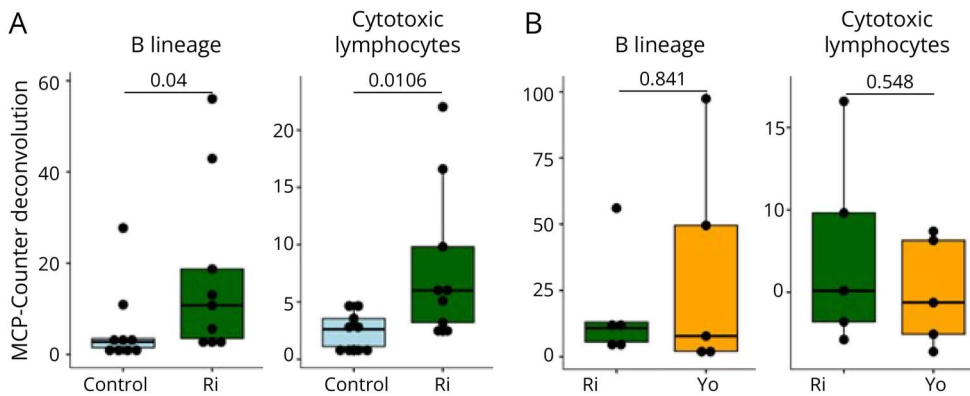 A
B lineage
Cytotoxic
lymphocytes
0.04
0.0106
MCP-Counter deconvolution
60
40
20
0
Control
Ri
20
15
10
5
0
Control
Ri
B
B lineage
Cytotoxic
lymphocytes
0.841
0.548
100
75
50
25
0
Ri
Yo
15
10
0
Ri
Yo